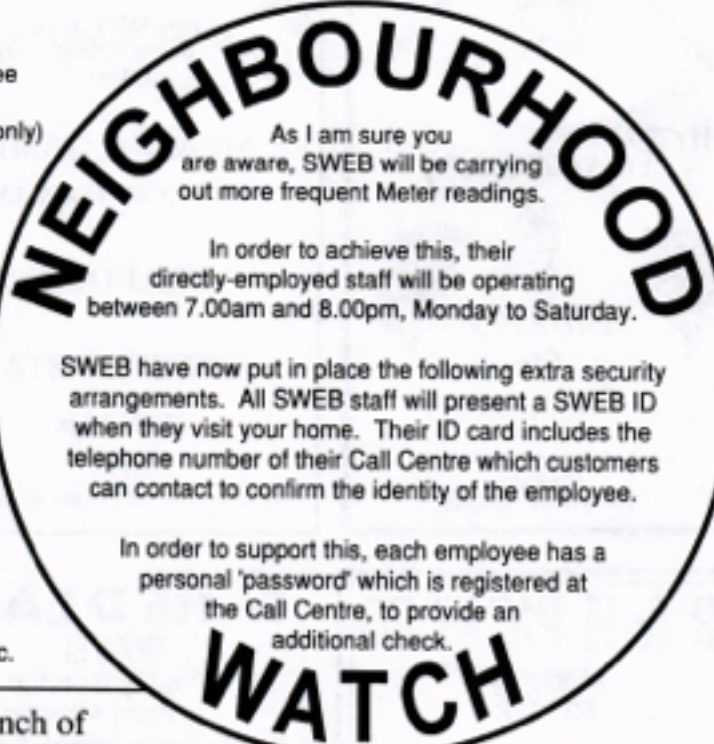 ee
only)
NEIGHBOURHOOD
As I am sure you
are aware, SWEB will be carrying
out more frequent Meter readings.
In order to achieve this, their
directly-employed staff will be operating
between 7.00am and 8.00pm, Monday to Saturday.
SWEB have now put in place the following extra security
arrangements. All SWEB staff will present a SWEB ID
when they visit your home. Their ID card includes the
telephone number of their Call Centre which customers
can contact to confirm the identity of the employee.
In order to support this, each employee has a
personal 'password' which is registered at
the Call Centre, to provide an
additional check.
WATCH
c.
nch of